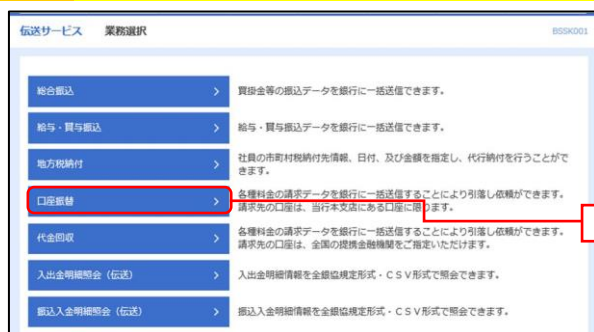 伝送サービス 業務選択
BSSK001
総合振込
買掛金等の振込データを銀行に一括送信できます。
給与・賞与振込
給与・賞与振込データを銀行に一括送信できます。
地方税納付
社員の市町村税納付先情報、日付、及び金額を指定し、代行納付を行うことがで
きます。
口座振替
各種料金の請求データを銀行に一括送信することにより引落し依頼ができます。
請求先の口座は、当行本支店にある口座に限ります。
代金回収
各種料金の請求データを銀行に一括送信することにより引落し依頼ができます。
請求先の口座は、全国の提携金融機関をご指定いただけます。
入出金明細照会（伝送）
入出金明細情報を全銀協規定形式・ＣＳＶ形式で照会できます。
振込入金明細照会（伝送）
振込入金明細情報を全銀協規定形式・ＣＳＶ形式で照会できます。